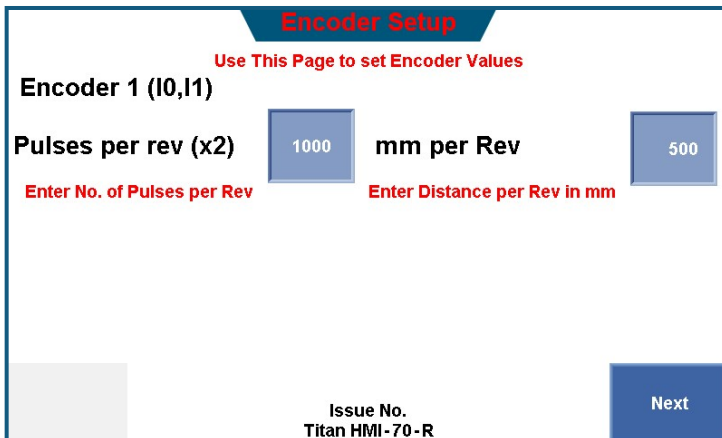 Encoder Setup
Use This Page to set Encoder Values
Encoder 1 (I0,I1)
Pulses per rev (x2) 1000 mm per Rev 500
Enter No. of Pulses per Rev Enter Distance per Rev in mm
Next
Issue No.
Titan HMI-70-R